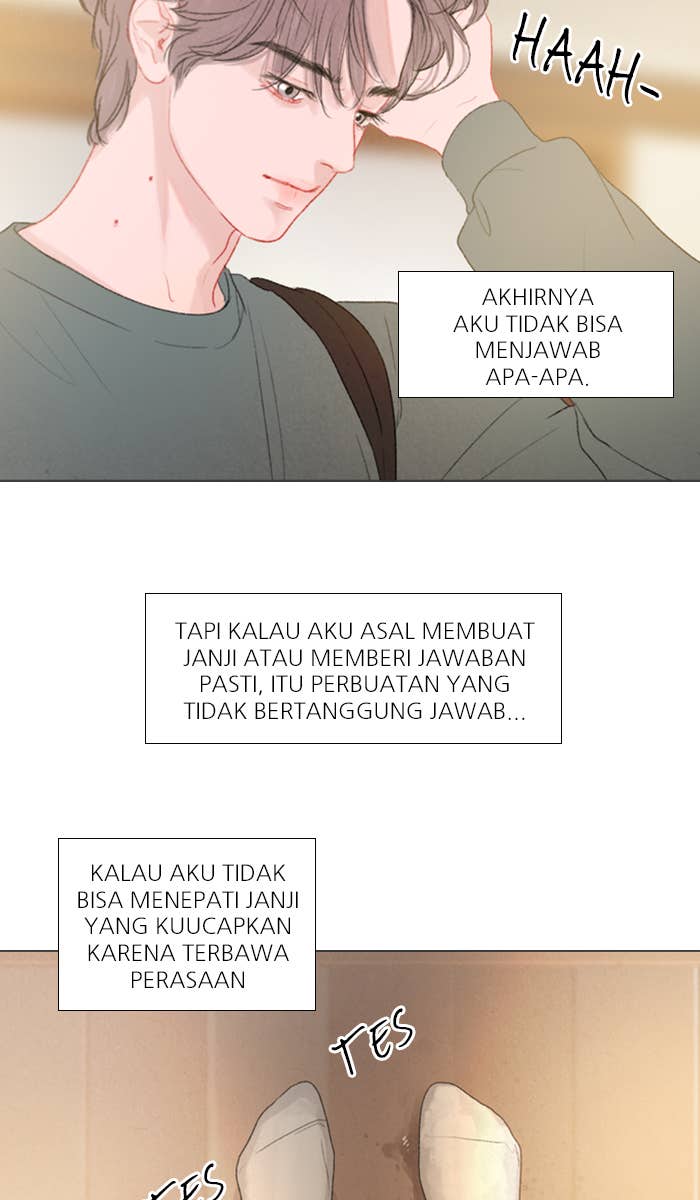 HAAH-
AKHIRNYA
AKU TIDAK BISA
MENJAWAB
APA-APA.
TAPI KALAU AKU ASAL MEMBUAT
JANJI ATAU MEMBERI JAWABAN
PASTI, ITU PERBUATAN YANG
TIDAK BERTANGGUNG JAWAB...
KALAU AKU TIDAK
BISA MENEPATI JANJI
YANG KUUCAPKAN
KARENA TERBAWA
PERASAAN
TES
TES